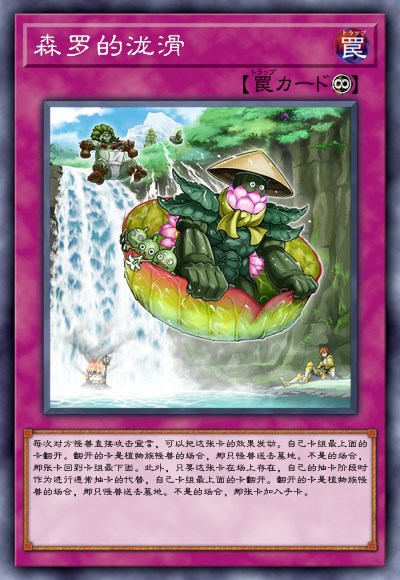 森罗的泷滑
トラップ
罠
トラップ
【罠カード】
每次对方怪兽直接攻击宣言，可以把这张卡的效果发动。自己卡组最上面的
卡翻开。翻开的卡是植物族怪兽的场合，那只怪兽送去墓地。不是的场合，
那张卡回到卡组最下面。此外，只要这张卡在场上存在，自己的抽卡阶段时
作为进行通常抽卡的代替，自己卡组最上面的卡翻开。翻开的卡是植物族怪
兽的场合，那只怪兽送去墓地。不是的场合，那张卡加入手卡。